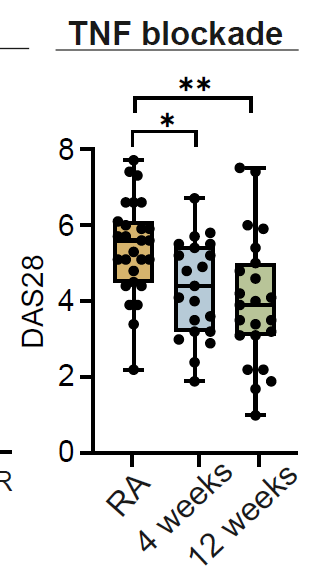 TNF blockade
**
*
8
6
4
2
0
DAS28
R
RA
4 weeks
12 weeks